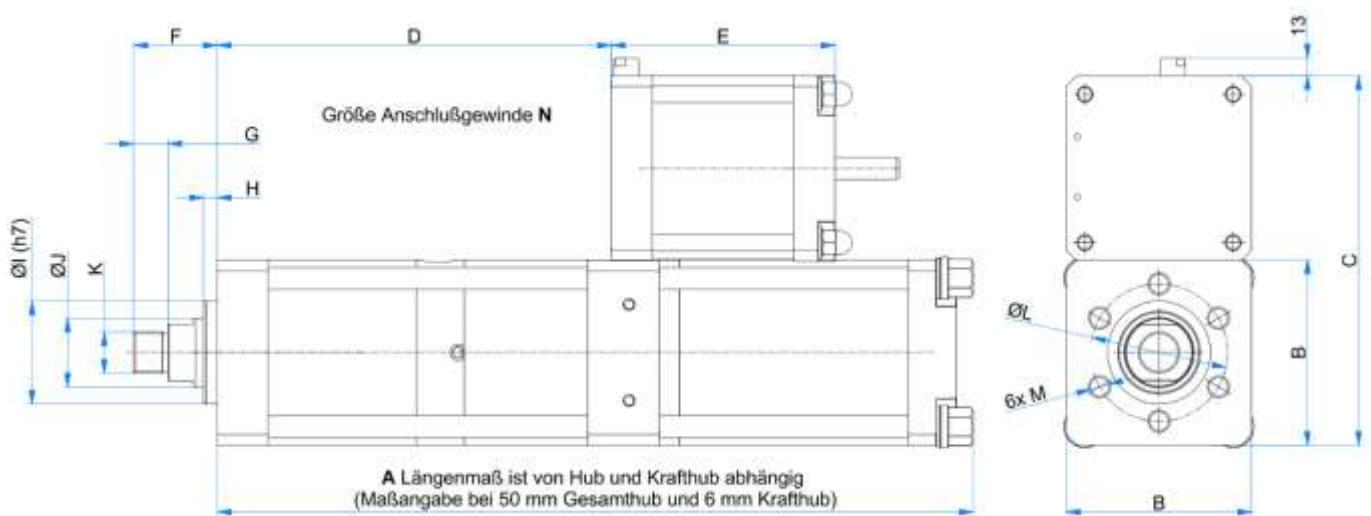 F
D
E
13
Größe Anschlußgewinde N
G
H
ØI (h7)
ØJ
K
C
ØL
B
6x M
A Längenmaß ist von Hub und Krafthub abhängig
(Maßangabe bei 50 mm Gesamthub und 6 mm Krafthub)
B